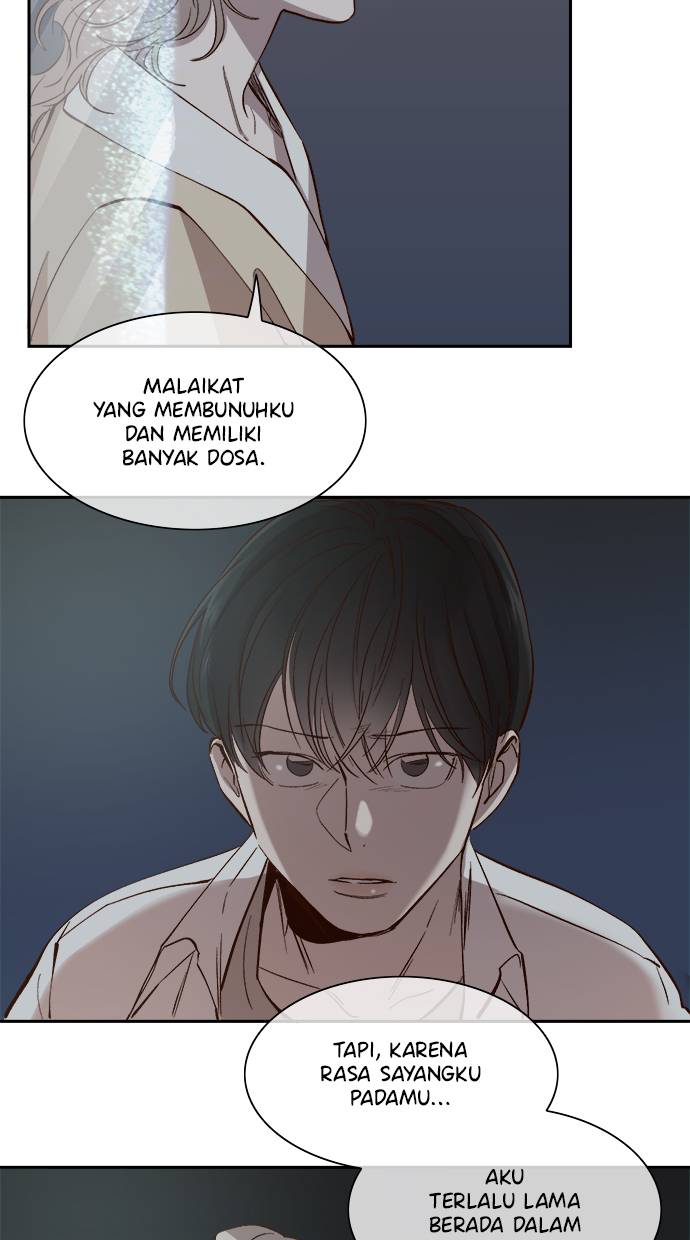 MALAIKAT
YANG MEMBUNUHKU
DAN MEMILIKI
BANYAK DOSA.
TAPI, KARENA
RASA SAYANGKU
PADAMU...
AKU
TERLALU LAMA
BERADA DALAM